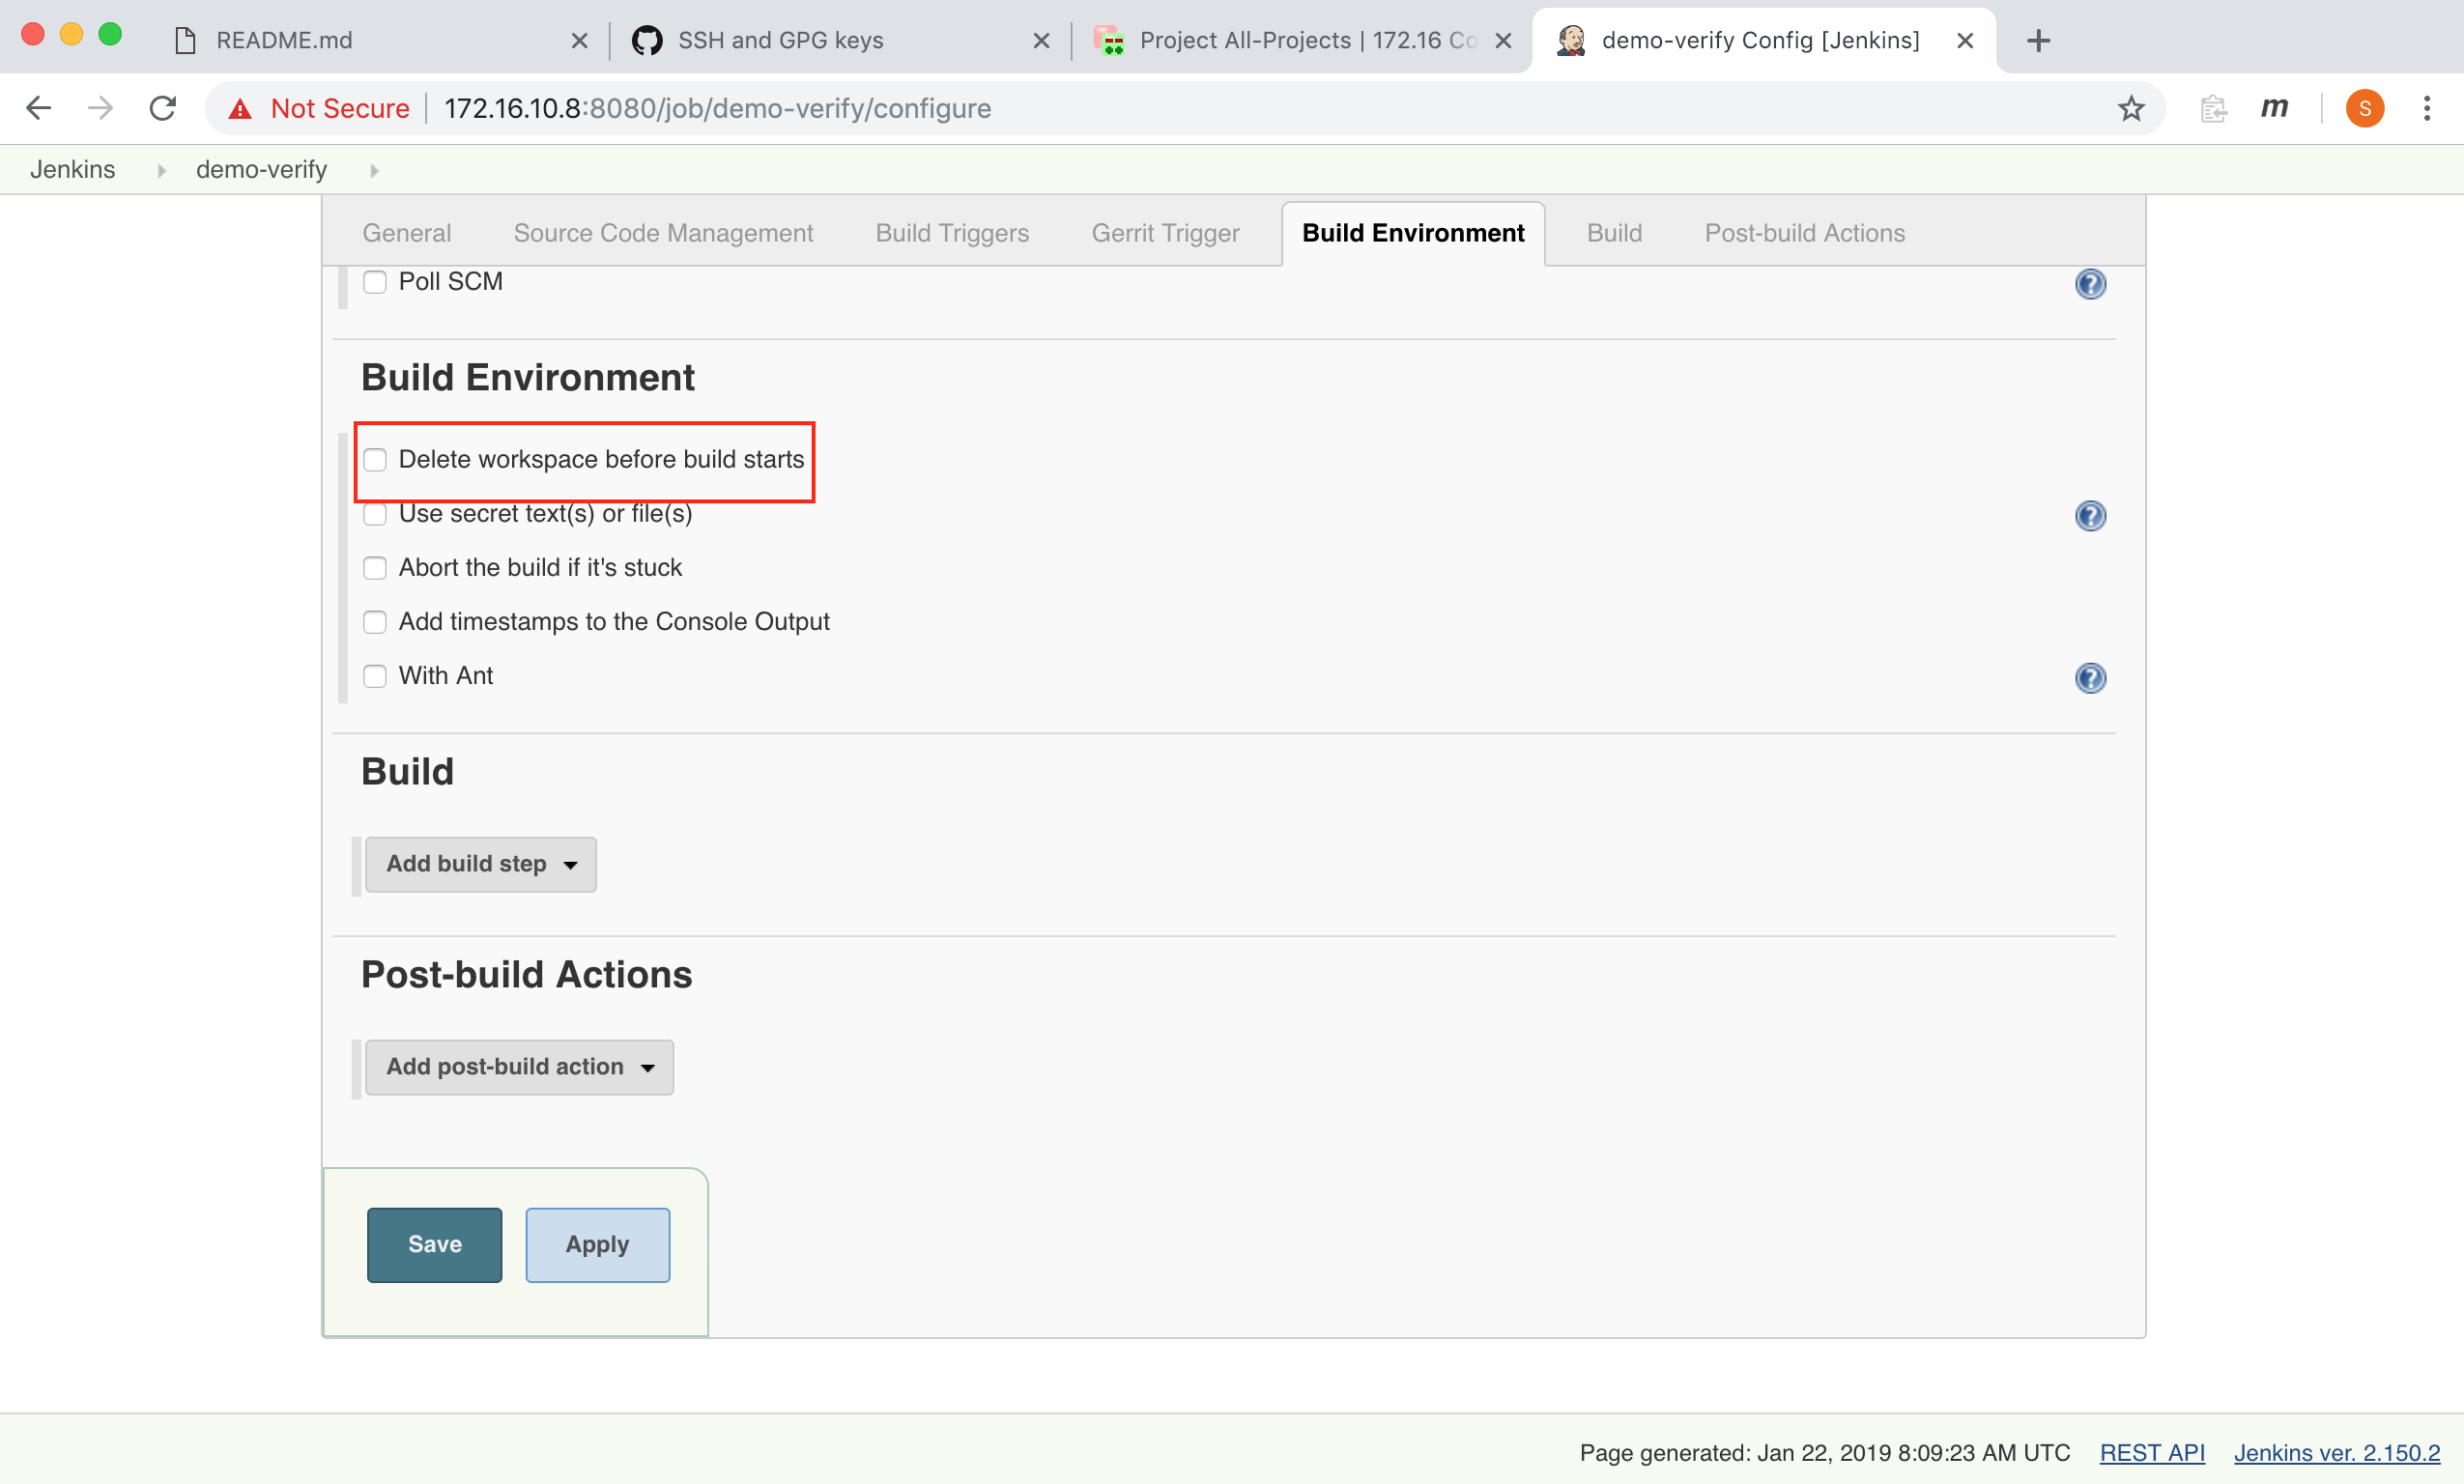 README.md
SSH and GPG keys
Project All-Projects | 172.16 Co
demo-verify Config [Jenkins]
Not Secure
172.16.10.8:8080/job/demo-verify/configure
m
S
Jenkins
demo-verify
General
Source Code Management
Build Triggers
Gerrit Trigger
Build Environment
Build
Post-build Actions
Poll SCM
?
Build Environment
Delete workspace before build starts
Use secret text(s) or file(s)
?
Abort the build if it's stuck
Add timestamps to the Console Output
With Ant
?
Build
Add build step
Post-build Actions
Add post-build action
Save
Apply
Page generated: Jan 22, 2019 8:09:23 AM UTC
REST API
Jenkins ver. 2.150.2